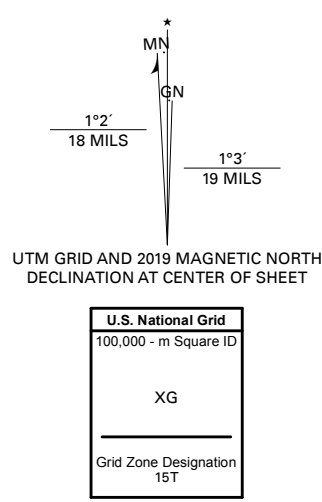 ★
MN
GN
1°2´
18 MILS
1°3´
19 MILS
UTM GRID AND 2019 MAGNETIC NORTH
DECLINATION AT CENTER OF SHEET
U.S. National Grid
100,000 - m Square ID
XG
Grid Zone Designation
15T